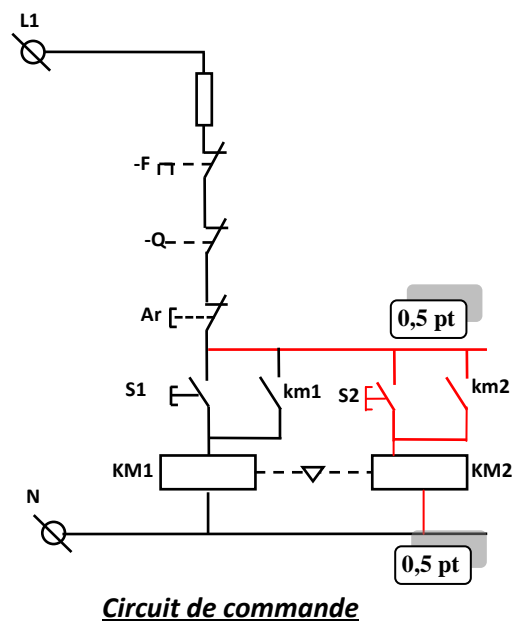 L1
-F
-Q
Ar
0,5 pt
S1
km1
S2
km2
KM1
KM2
N
0,5 pt
Circuit de commande